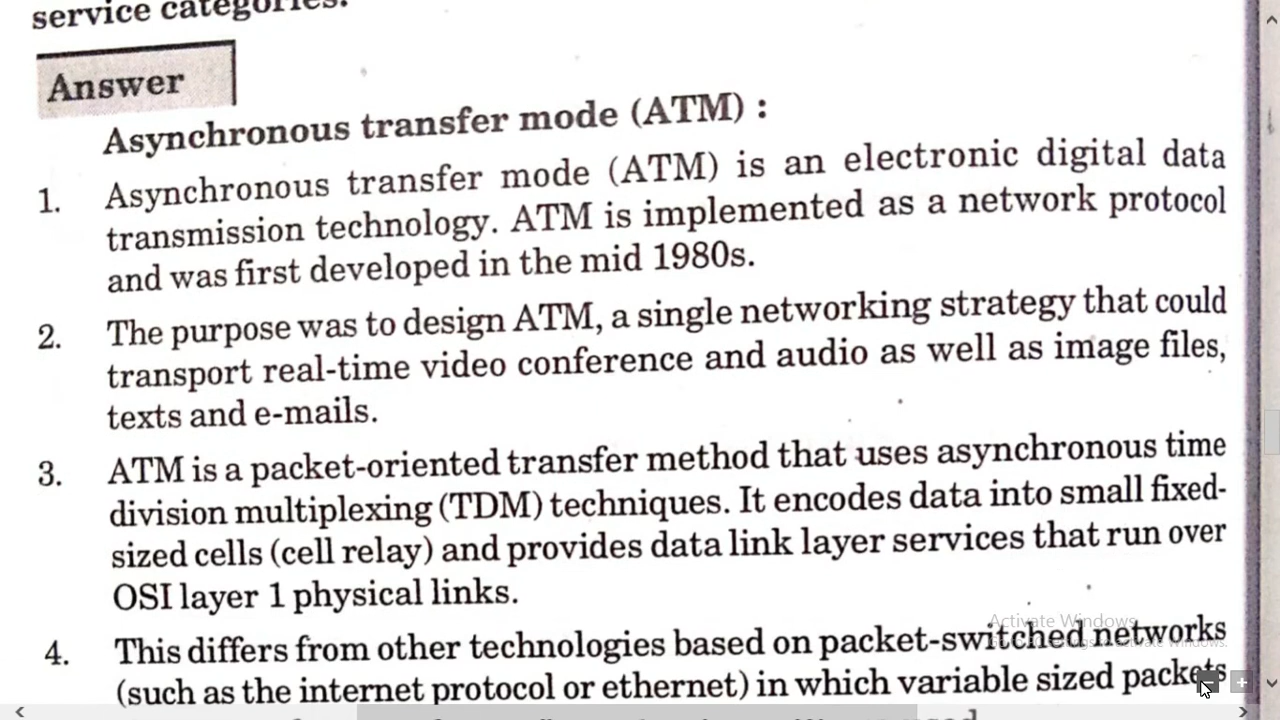 service categories.
Answer
Asynchronous transfer mode (ATM) :
1. Asynchronous transfer mode (ATM) is an electronic digital data
transmission technology. ATM is implemented as a network protocol
and was first developed in the mid 1980s.
2. The purpose was to design ATM, a single networking strategy that could
transport real-time video conference and audio as well as image files,
texts and e-mails.
3. ATM is a packet-oriented transfer method that uses asynchronous time
division multiplexing (TDM) techniques. It encodes data into small fixed-
sized cells (cell relay) and provides data link layer services that run over
OSI layer 1 physical links.
Activate Windows
4. This differs from other technologies based on packet-switched networks
(such as the internet protocol or ethernet) in which variable sized packets